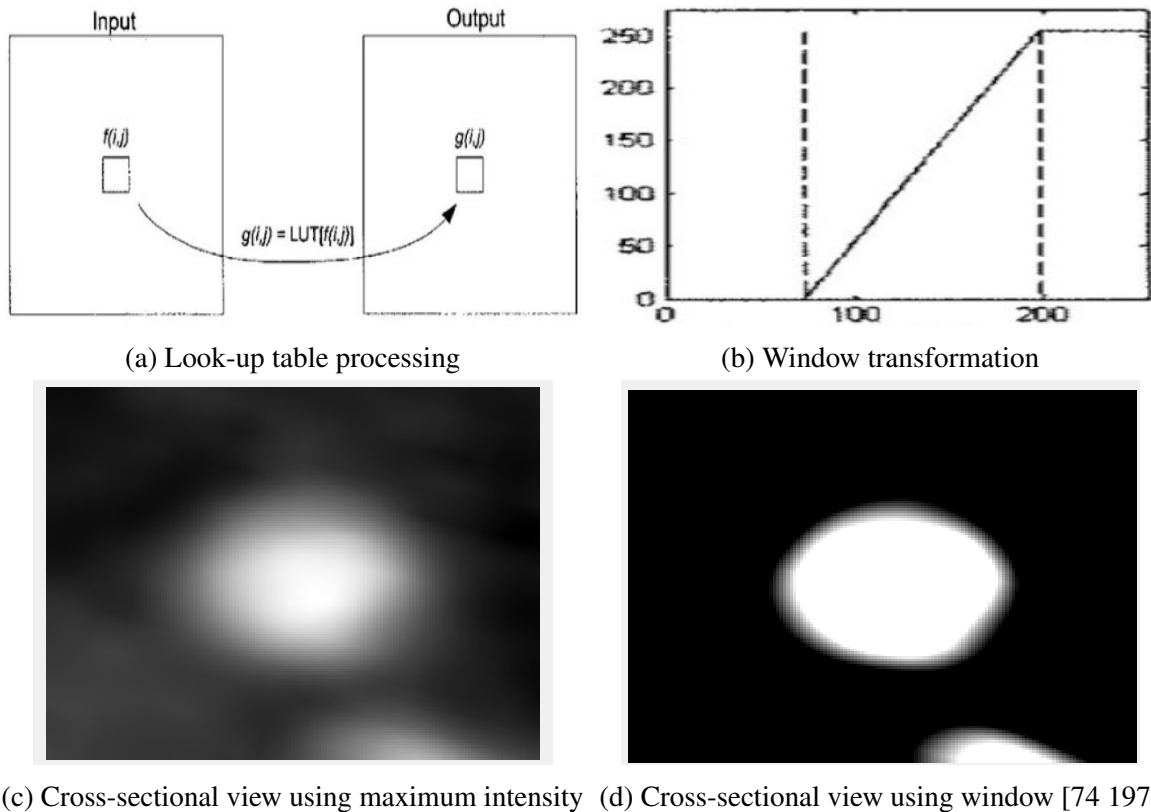 Input
Output
f(i,j)
g(i,j)
g(i,j) = LUT[f(i,j)]
250
200
150
100
50
0
0 100 200
(a) Look-up table processing
(b) Window transformation
(c) Cross-sectional view using maximum intensity
(d) Cross-sectional view using window [74 197